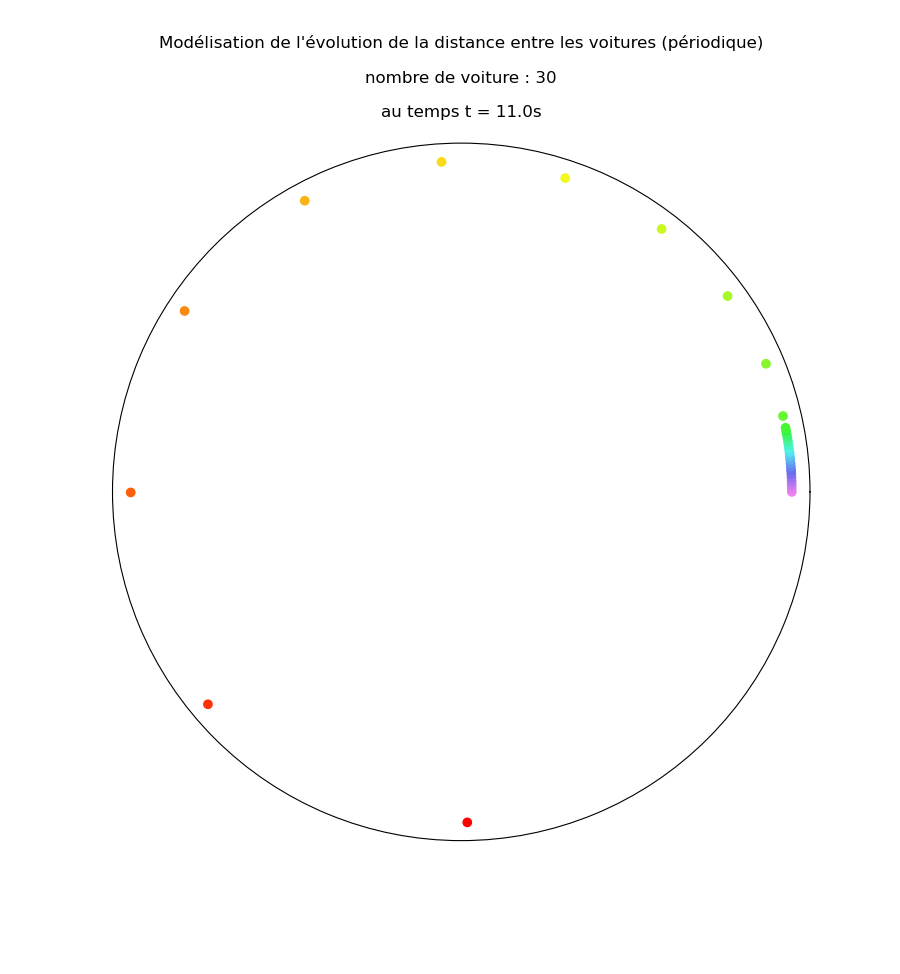 Modélisation de l'évolution de la distance entre les voitures (périodique)
nombre de voiture : 30
au temps t = 11.0s